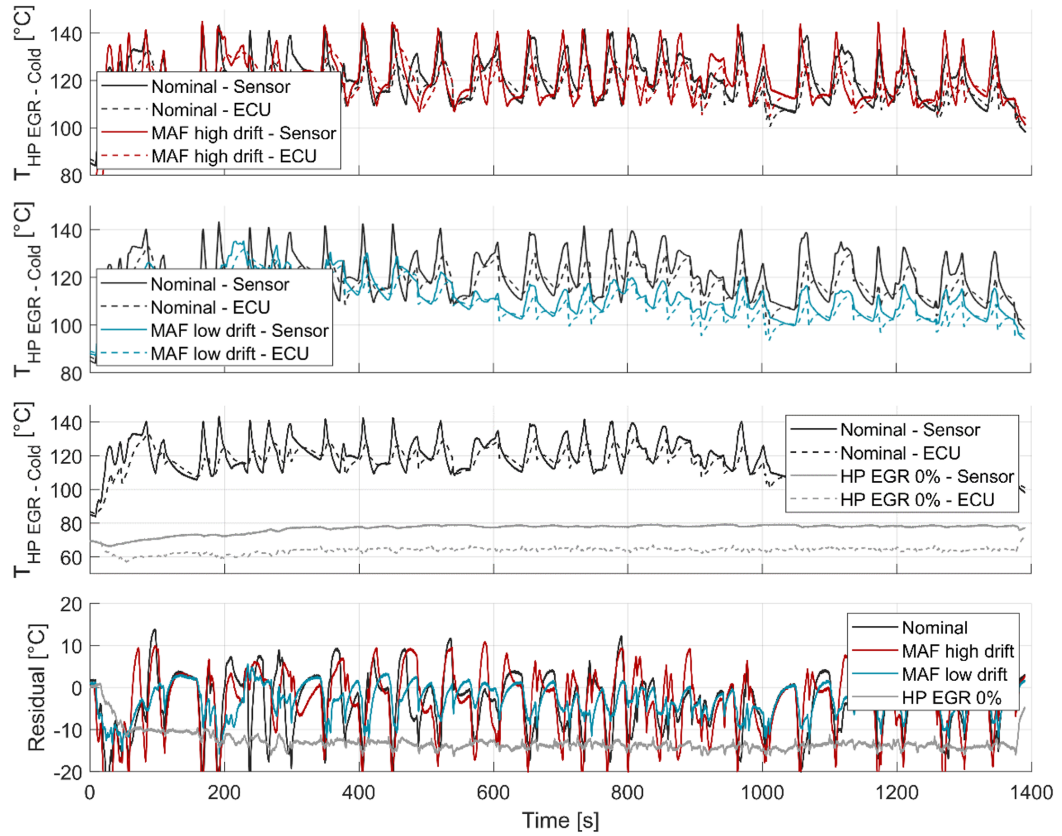 140
120
100
80
T HP EGR - Cold [°C]
Nominal - Sensor
Nominal - ECU
MAF high drift - Sensor
MAF high drift - ECU
140
120
100
80
T HP EGR - Cold [°C]
Nominal - Sensor
Nominal - ECU
MAF low drift - Sensor
MAF low drift - ECU
140
120
100
80
60
T HP EGR - Cold [°C]
Nominal - Sensor
Nominal - ECU
HP EGR 0% - Sensor
HP EGR 0% - ECU
20
10
0
-10
-20
Residual [°C]
Nominal
MAF high drift
MAF low drift
HP EGR 0%
0 200 400 600 800 1000 1200 1400
Time [s]